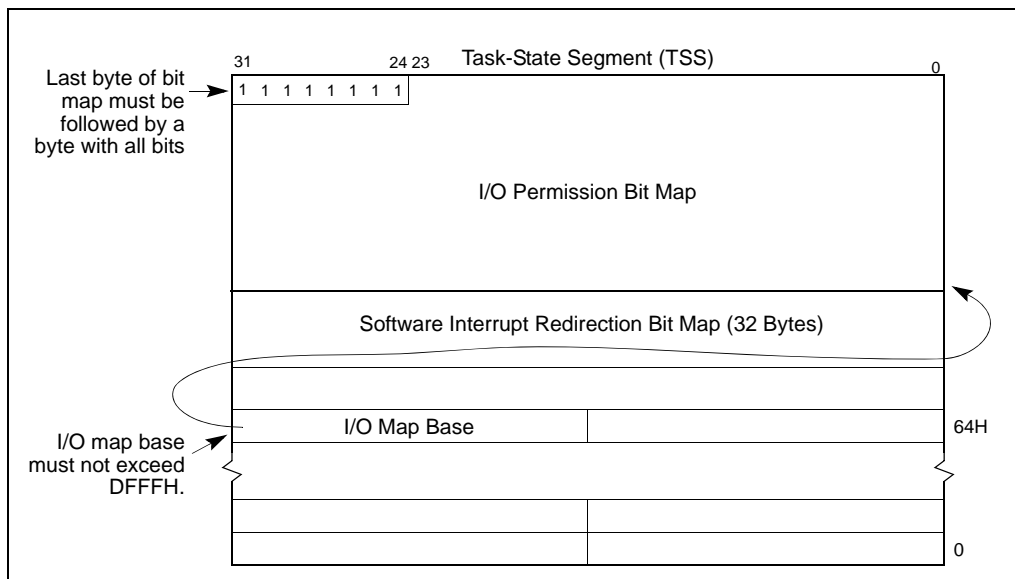 Task-State Segment (TSS)
31
24 23
0
Last byte of bit
map must be
followed by a
byte with all bits
1 1 1 1 1 1 1 1
I/O Permission Bit Map
Software Interrupt Redirection Bit Map (32 Bytes)
I/O Map Base
64H
I/O map base
must not exceed
DFFFH.
0